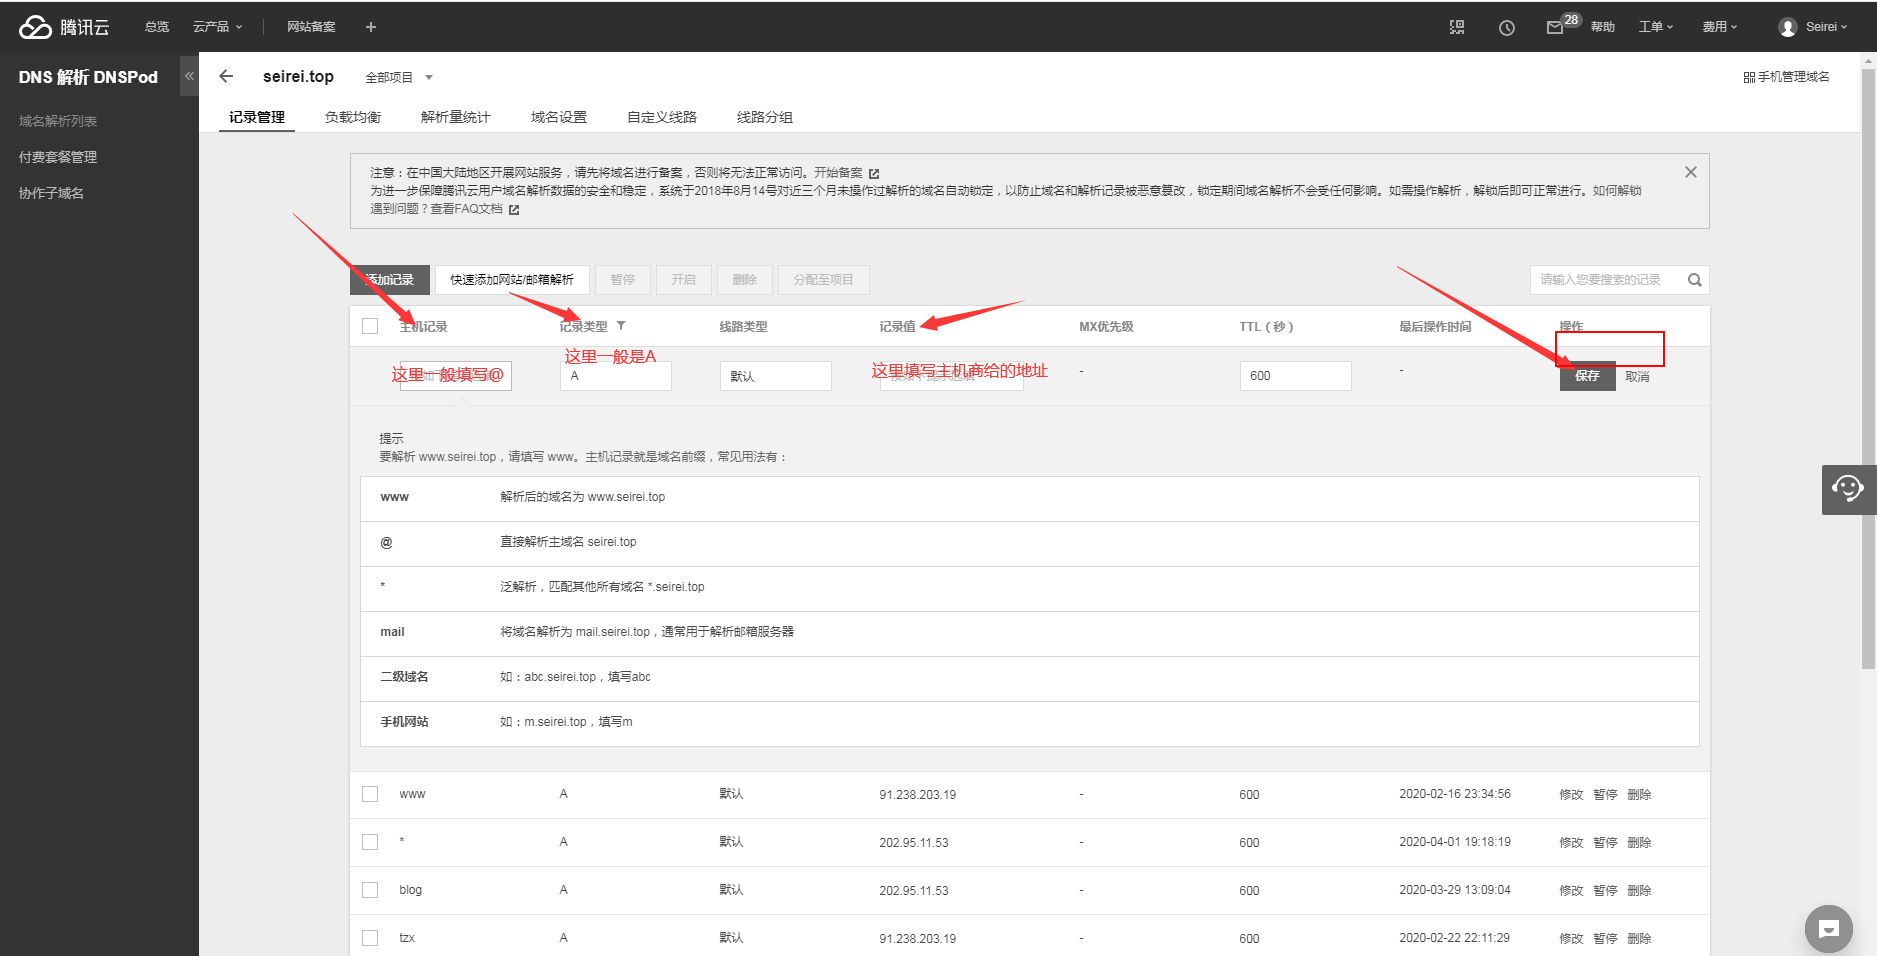 腾讯云 总览 云产品 网站备案 + 28 帮助 工单 费用 Seirei
DNS 解析 DNSPod «
域名解析列表
付费套餐管理
协作子域名
seirei.top 全部项目 手机管理域名
记录管理 负载均衡 解析量统计 域名设置 自定义线路 线路分组
注意：在中国大陆地区开展网站服务，请先将域名进行备案，否则将无法正常访问。开始备案
为进一步保障腾讯云用户域名解析数据的安全和稳定，系统于2018年8月14号对近三个月未操作过解析的域名自动锁定，以防止域名和解析记录被恶意篡改，锁定期间域名解析不会受任何影响。如需操作解析，解锁后即可正常进行。如何解锁
遇到问题？查看FAQ文档
添加记录 快速添加网站/邮箱解析 暂停 开启 删除 分配至项目 请输入您要搜索的记录
主机记录 记录类型 线路类型 记录值 MX优先级 TTL（秒） 最后操作时间 操作
这里一般是A
这里一般填写@ A 默认 这里填写主机商给的地址 - 600 - 保存 取消
提示
要解析 www.seirei.top，请填写 www。主机记录就是域名前缀，常见用法有：
www 解析后的域名为 www.seirei.top
@ 直接解析主域名 seirei.top
* 泛解析，匹配其他所有域名 *.seirei.top
mail 将域名解析为 mail.seirei.top，通常用于解析邮箱服务器
二级域名 如：abc.seirei.top，填写abc
手机网站 如：m.seirei.top，填写m
www A 默认 91.238.203.19 - 600 2020-02-16 23:34:56 修改 暂停 删除
* A 默认 202.95.11.53 - 600 2020-04-01 19:18:19 修改 暂停 删除
blog A 默认 202.95.11.53 - 600 2020-03-29 13:09:04 修改 暂停 删除
tzx A 默认 91.238.203.19 - 600 2020-02-22 22:11:29 修改 暂停 删除